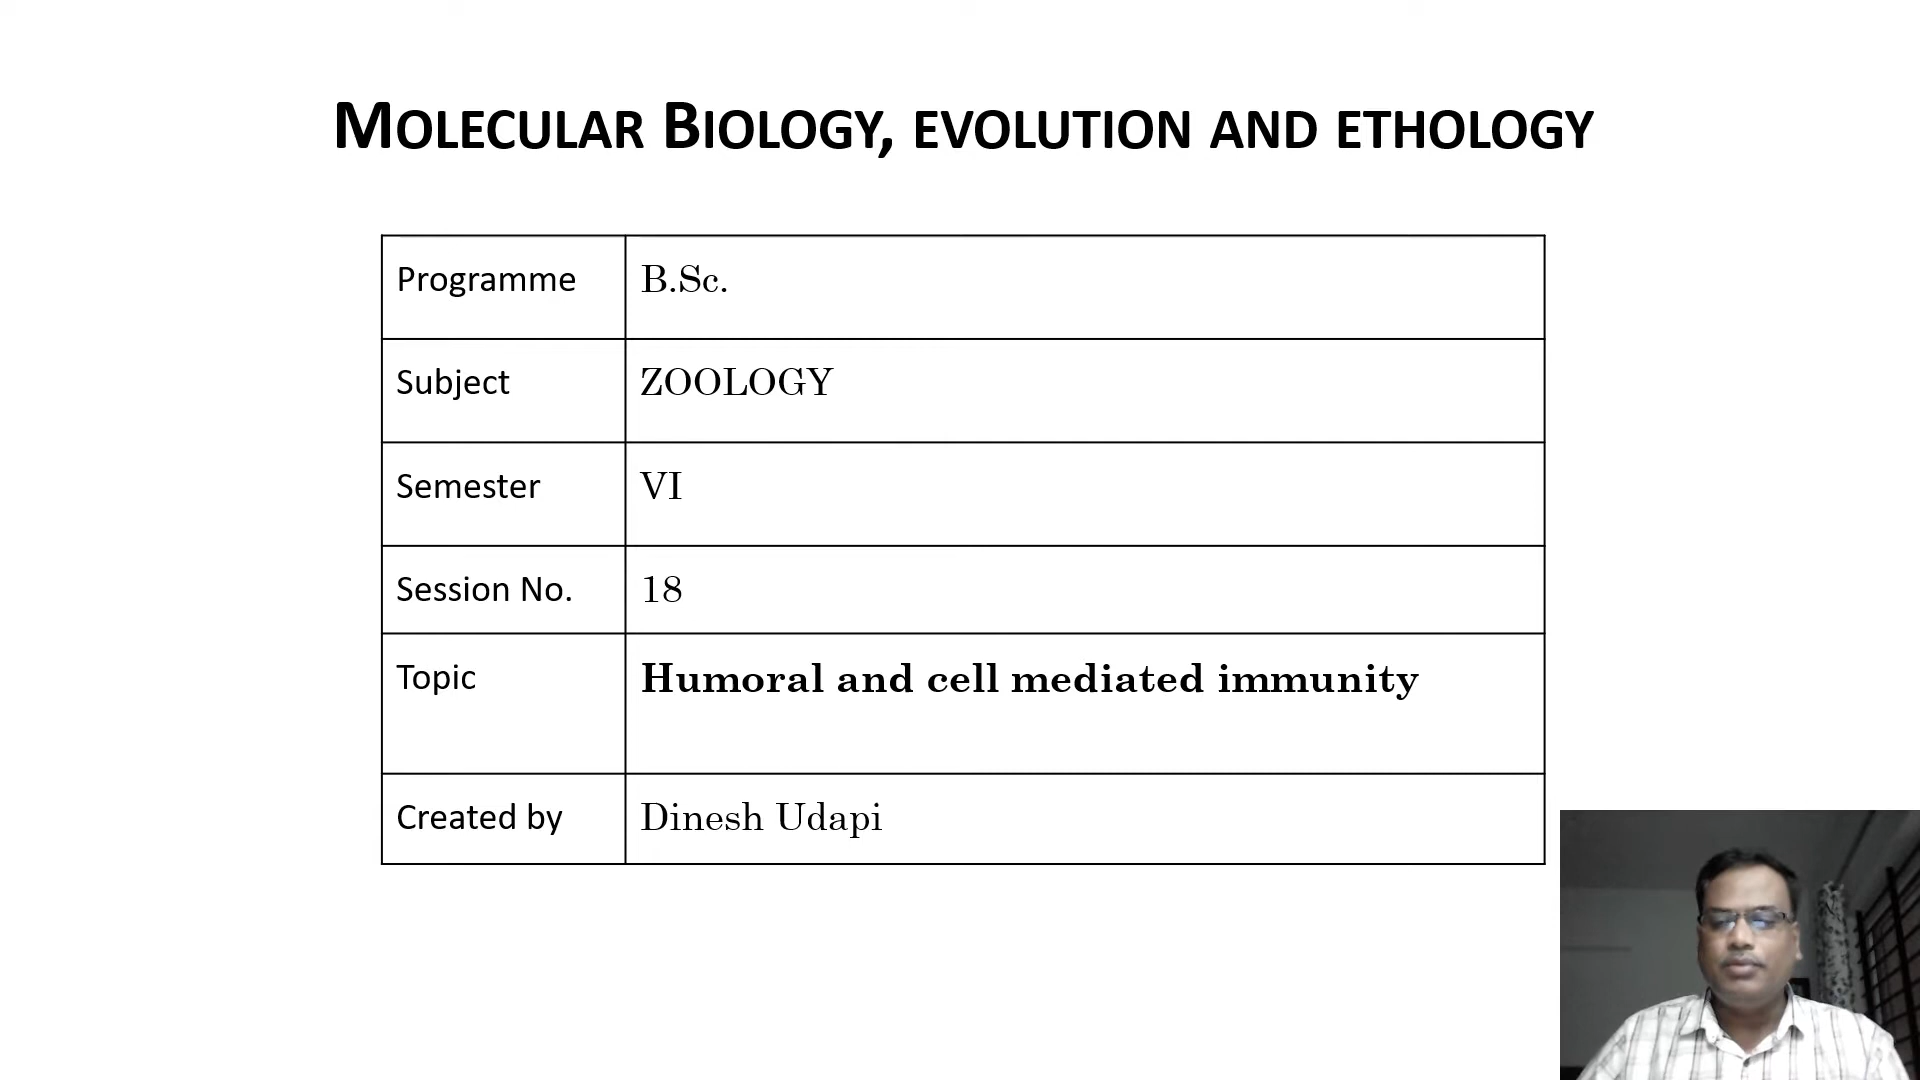 MOLECULAR BIOLOGY, EVOLUTION AND ETHOLOGY
Programme B.Sc.
Subject ZOOLOGY
Semester VI
Session No. 18
Topic Humoral and cell mediated immunity
Created by Dinesh Udapi